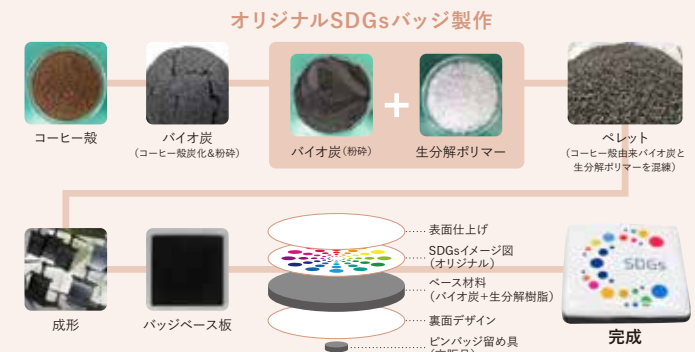 オリジナルSDGsバッジ製作
コーヒー殻
バイオ炭
(コーヒー殻炭化&粉砕)
バイオ炭(粉砕)
+
生分解ポリマー
ペレット
(コーヒー殻由来バイオ炭と
生分解ポリマーを混練)
成形
バッジベース板
表面仕上げ
SDGsイメージ図
(オリジナル)
ベース材料
(バイオ炭+生分解樹脂)
裏面デザイン
ピンバッジ留め具
SDGs
完成